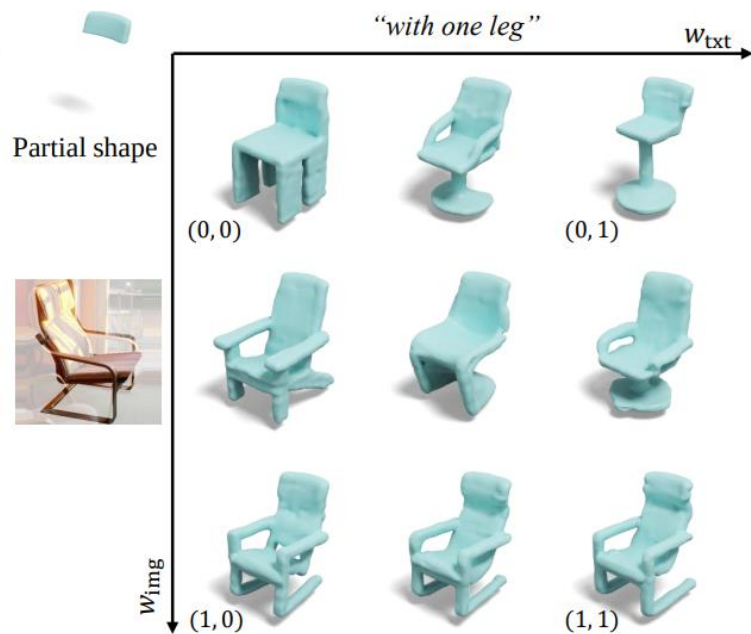 “with one leg”
w_txt
Partial shape
(0, 0)
(0, 1)
w_img
(1, 0)
(1, 1)